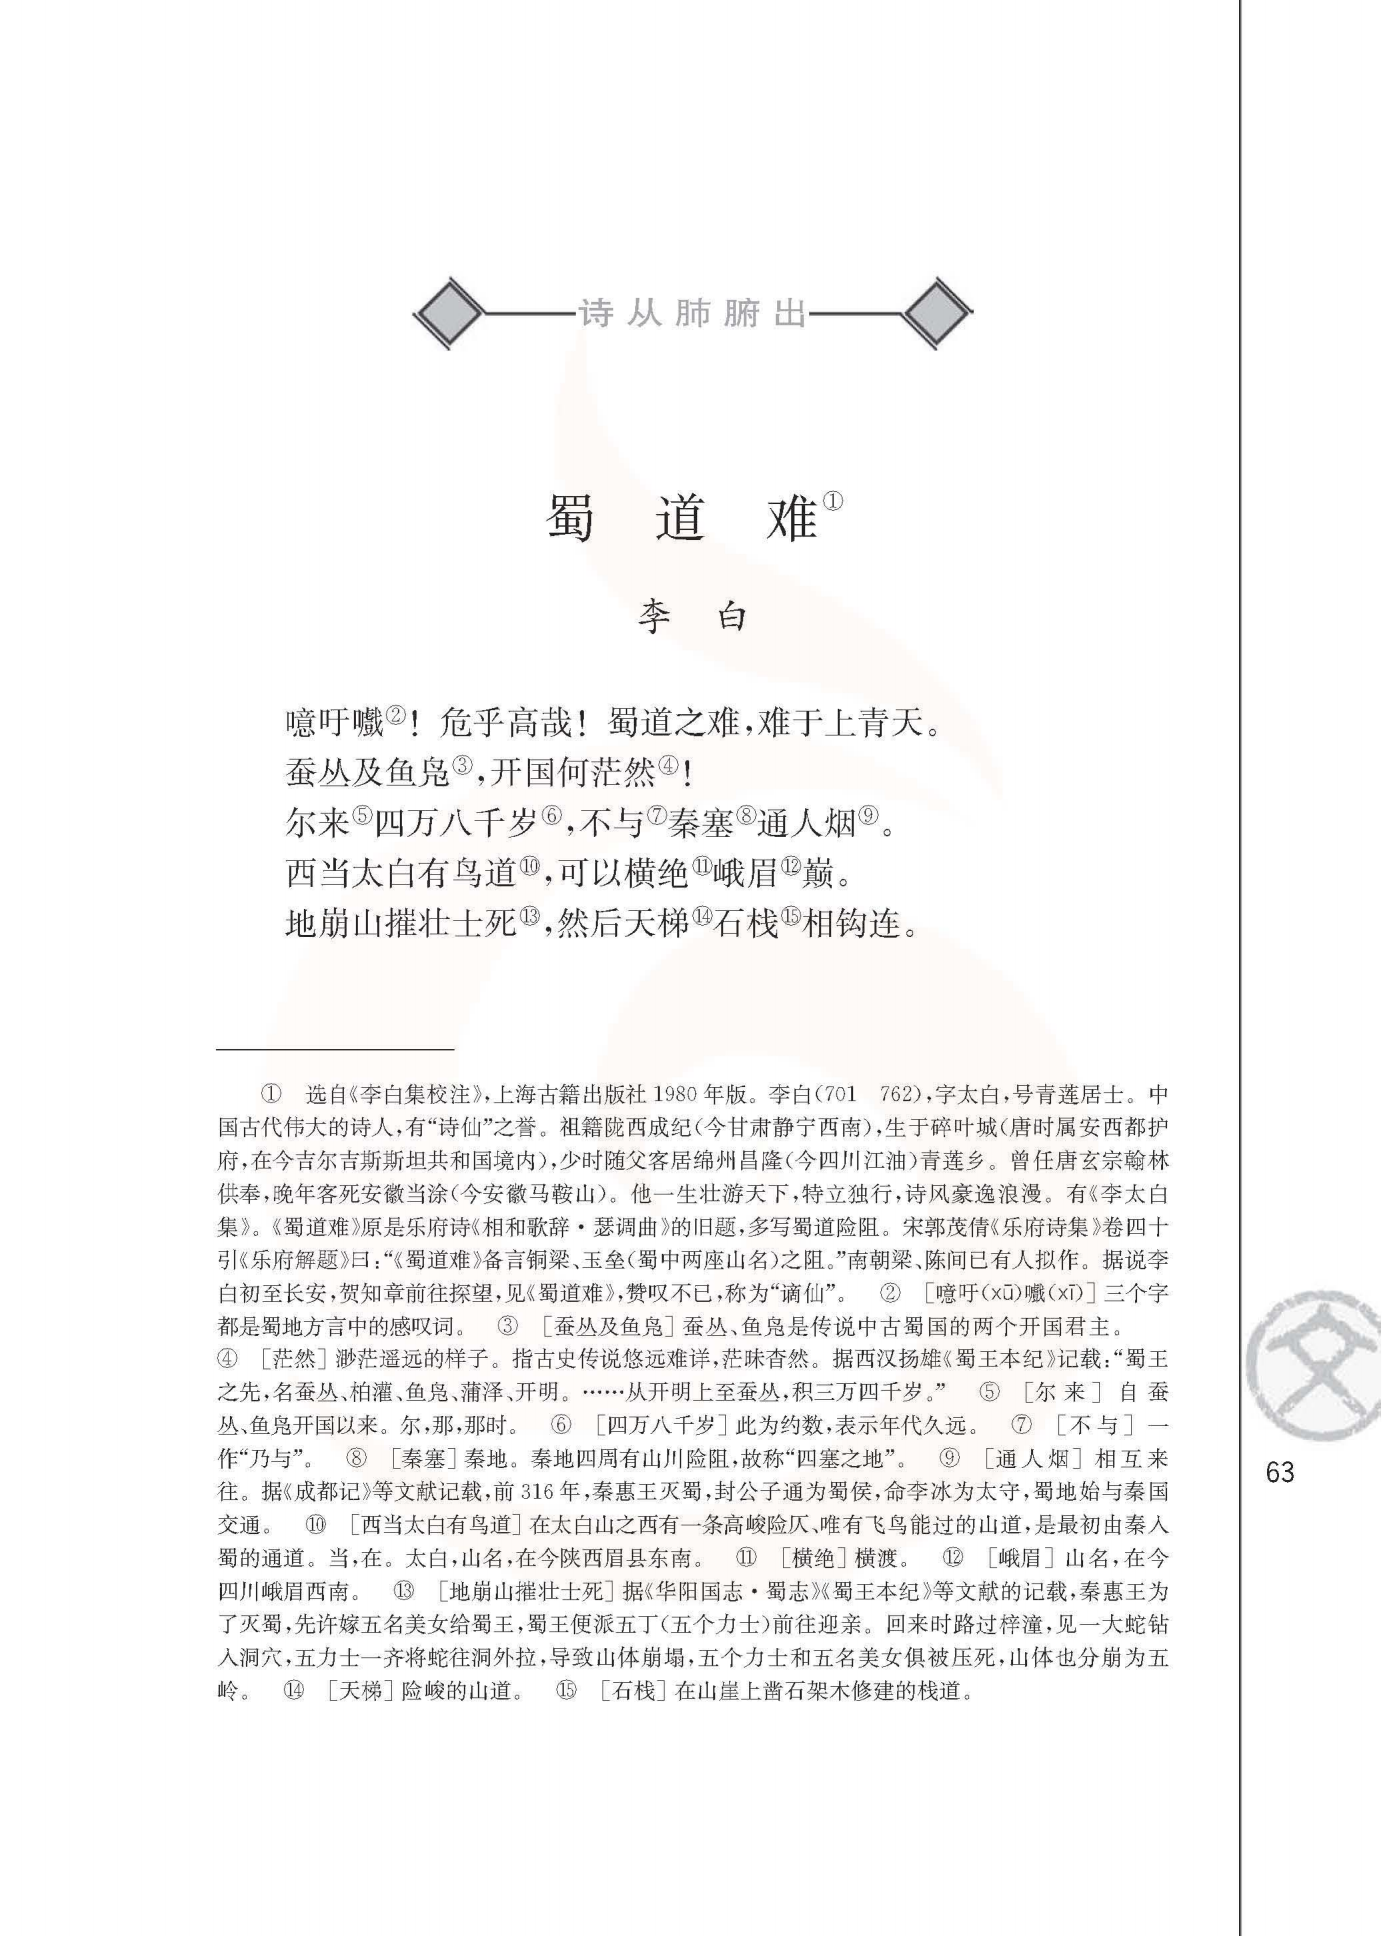 诗从肺腑出
蜀道难①
李白
噫吁嚱②！危乎高哉！蜀道之难，难于上青天。
蚕丛及鱼凫③，开国何茫然④！
尔来⑤四万八千岁⑥，不与⑦秦塞⑧通人烟⑨。
西当太白有鸟道⑩，可以横绝⑪峨眉⑫巅。
地崩山摧壮士死⑬，然后天梯⑭石栈⑮相钩连。
① 选自《李白集校注》，上海古籍出版社1980年版。李白(701 762)，字太白，号青莲居士。中
国古代伟大的诗人，有“诗仙”之誉。祖籍陇西成纪(今甘肃静宁西南)，生于碎叶城(唐时属安西都护
府，在今吉尔吉斯斯坦共和国境内)，少时随父客居绵州昌隆(今四川江油)青莲乡。曾任唐玄宗翰林
供奉，晚年客死安徽当涂(今安徽马鞍山)。他一生壮游天下，特立独行，诗风豪逸浪漫。有《李太白
集》。《蜀道难》原是乐府诗《相和歌辞·瑟调曲》的旧题，多写蜀道险阻。宋郭茂倩《乐府诗集》卷四十
引《乐府解题》曰：“《蜀道难》备言铜梁、玉垒(蜀中两座山名)之阻。”南朝梁、陈间已有人拟作。据说李
白初至长安，贺知章前往探望，见《蜀道难》，赞叹不已，称为“谪仙”。 ② ［噫吁(xū)嚱(xī)］三个字
都是蜀地方言中的感叹词。 ③ ［蚕丛及鱼凫］蚕丛、鱼凫是传说中古蜀国的两个开国君主。
④ ［茫然］渺茫遥远的样子。指古史传说悠远难详，茫昧杳然。据西汉扬雄《蜀王本纪》记载：“蜀王
之先，名蚕丛、柏灌、鱼凫、蒲泽、开明。……从开明上至蚕丛，积三万四千岁。” ⑤ ［尔来］自蚕
丛、鱼凫开国以来。尔，那，那时。 ⑥ ［四万八千岁］此为约数，表示年代久远。 ⑦ ［不与］一
作“乃与”。 ⑧ ［秦塞］秦地。秦地四周有山川险阻，故称“四塞之地”。 ⑨ ［通人烟］相互来
往。据《成都记》等文献记载，前316年，秦惠王灭蜀，封公子通为蜀侯，命李冰为太守，蜀地始与秦国
交通。 ⑩ ［西当太白有鸟道］在太白山之西有一条高峻险仄、唯有飞鸟能过的山道，是最初由秦入
蜀的通道。当，在。太白，山名，在今陕西眉县东南。 ⑪ ［横绝］横渡。 ⑫ ［峨眉］山名，在今
四川峨眉西南。 ⑬ ［地崩山摧壮士死］据《华阳国志·蜀志》《蜀王本纪》等文献的记载，秦惠王为
了灭蜀，先许嫁五名美女给蜀王，蜀王便派五丁(五个力士)前往迎亲。回来时路过梓潼，见一大蛇钻
入洞穴，五力士一齐将蛇往洞外拉，导致山体崩塌，五个力士和五名美女俱被压死，山体也分崩为五
岭。 ⑭ ［天梯］险峻的山道。 ⑮ ［石栈］在山崖上凿石架木修建的栈道。
文
63